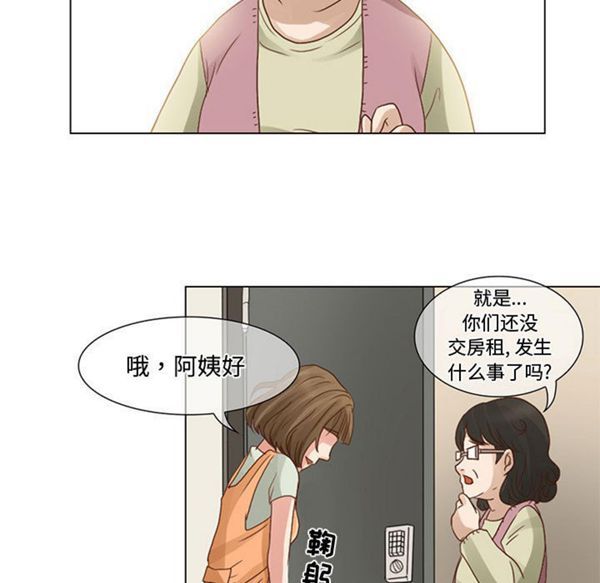 哦，阿姨好
就是...
你们还没
交房租, 发生
什么事了吗?
鞠
躬